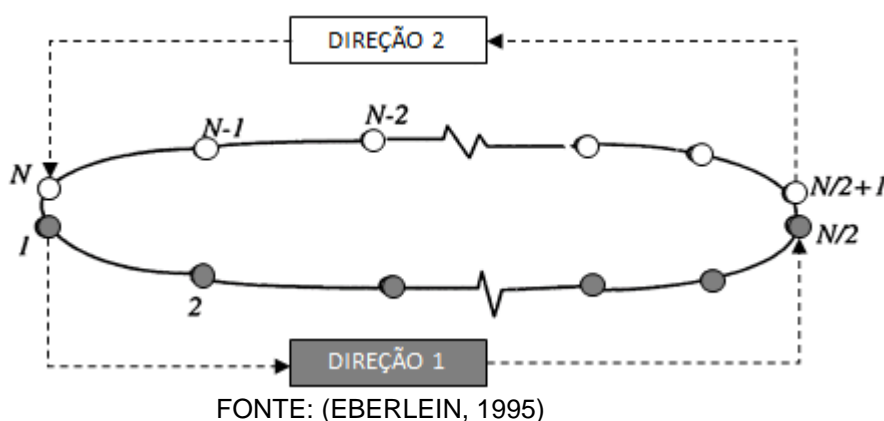 DIREÇÃO 2
N-1
N-2
N
N/2+1
1
N/2
2
DIREÇÃO 1
FONTE: (EBERLEIN, 1995)